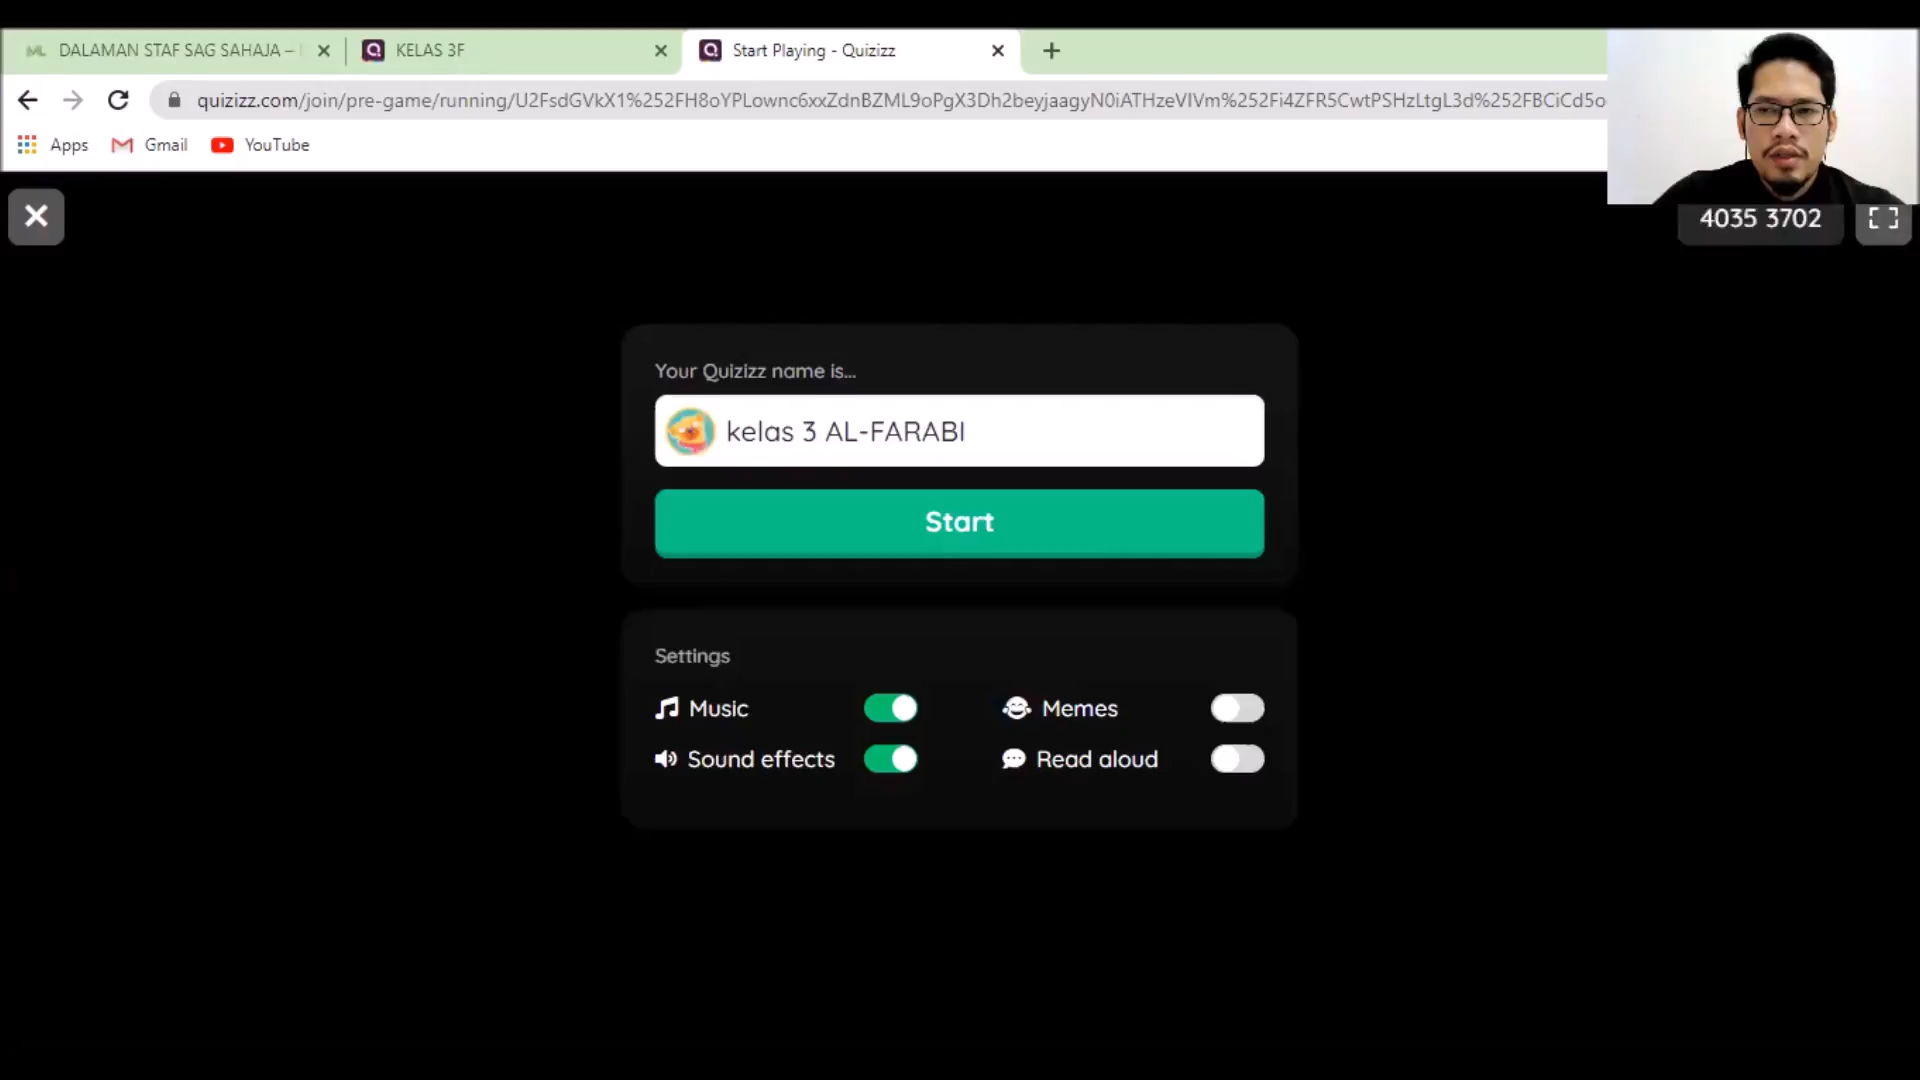 DALAMAN STAF SAG SAHAJA –
KELAS 3F
Start Playing - Quizizz
quizizz.com/join/pre-game/running/U2FsdGVkX1%252FH8oYPLownc6xxZdnBZML9oPgX3Dh2beyjaagyN0iATHzeVIVm%252Fi4ZFR5CwtPSHzLtgL3d%252FBCiCd5o
Apps
Gmail
YouTube
4035 3702
Your Quizizz name is...
kelas 3 AL-FARABI
Start
Settings
Music
Memes
Sound effects
Read aloud